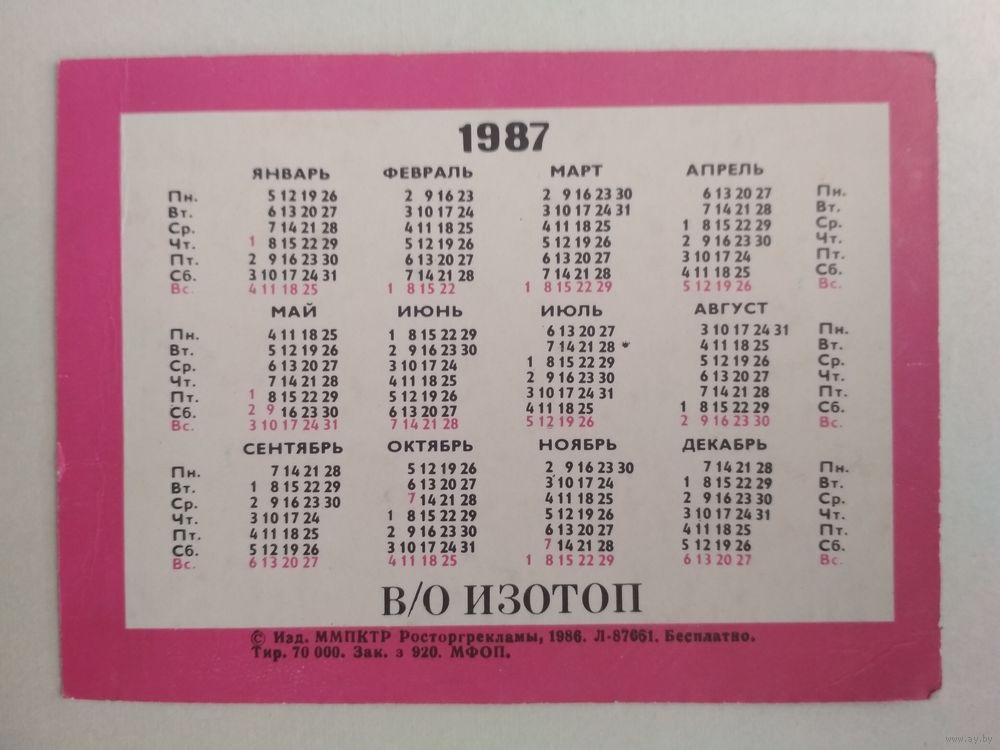 1987
ЯНВАРЬ ФЕВРАЛЬ МАРТ АПРЕЛЬ
Пн. 5 12 19 26 2 9 16 23 2 9 16 23 30 6 13 20 27 Пн.
Вт. 6 13 20 27 3 10 17 24 3 10 17 24 31 7 14 21 28 Вт.
Ср. 7 14 21 28 4 11 18 25 4 11 18 25 1 8 15 22 29 Ср.
Чт. 1 8 15 22 29 5 12 19 26 5 12 19 26 2 9 16 23 30 Чт.
Пт. 2 9 16 23 30 6 13 20 27 6 13 20 27 3 10 17 24 Пт.
Сб. 3 10 17 24 31 7 14 21 28 7 14 21 28 4 11 18 25 Сб.
Вс. 4 11 18 25 1 8 15 22 1 8 15 22 29 5 12 19 26 Вс.
МАЙ ИЮНЬ ИЮЛЬ АВГУСТ
Пн. 4 11 18 25 1 8 15 22 29 6 13 20 27 3 10 17 24 31 Пн.
Вт. 5 12 19 26 2 9 16 23 30 7 14 21 28 4 11 18 25 Вт.
Ср. 6 13 20 27 3 10 17 24 1 8 15 22 29 5 12 19 26 Ср.
Чт. 7 14 21 28 4 11 18 25 2 9 16 23 30 6 13 20 27 Чт.
Пт. 1 8 15 22 29 5 12 19 26 3 10 17 24 31 7 14 21 28 Пт.
Сб. 2 9 16 23 30 6 13 20 27 4 11 18 25 1 8 15 22 29 Сб.
Вс. 3 10 17 24 31 7 14 21 28 5 12 19 26 2 9 16 23 30 Вс.
СЕНТЯБРЬ ОКТЯБРЬ НОЯБРЬ ДЕКАБРЬ
Пн. 7 14 21 28 5 12 19 26 2 9 16 23 30 7 14 21 28 Пн.
Вт. 1 8 15 22 29 6 13 20 27 3 10 17 24 1 8 15 22 29 Вт.
Ср. 2 9 16 23 30 7 14 21 28 4 11 18 25 2 9 16 23 30 Ср.
Чт. 3 10 17 24 1 8 15 22 29 5 12 19 26 3 10 17 24 31 Чт.
Пт. 4 11 18 25 2 9 16 23 30 6 13 20 27 4 11 18 25 Пт.
Сб. 5 12 19 26 3 10 17 24 31 7 14 21 28 5 12 19 26 Сб.
Вс. 6 13 20 27 4 11 18 25 1 8 15 22 29 6 13 20 27 Вс.
В/О ИЗОТОП
© Изд. ММПКТР Росторгрекламы, 1986. Л-87661. Бесплатно.
Тир. 70 000. Зак. з 920. МФОП.
www.ay.by